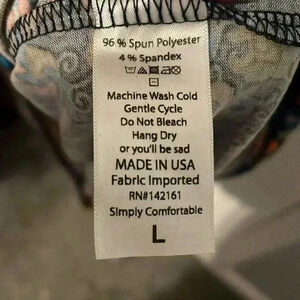 96 % Spun Polyester
4 % Spandex
Machine Wash Cold
Gentle Cycle
Do Not Bleach
Hang Dry
or you'll be sad
MADE IN USA
Fabric Imported
RN#142161
Simply Comfortable
L